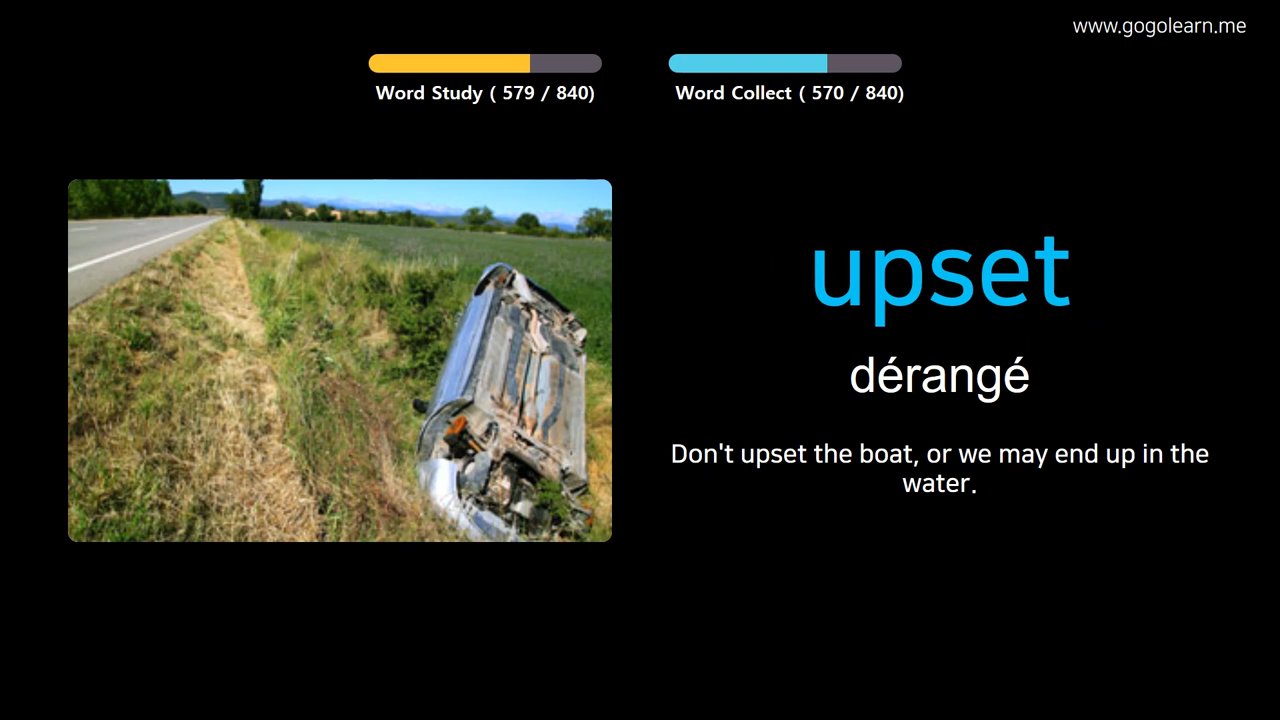 www.gogolearn.me
Word Study ( 579 / 840)
Word Collect ( 570 / 840)
upset
dérangé
Don't upset the boat, or we may end up in the
water.